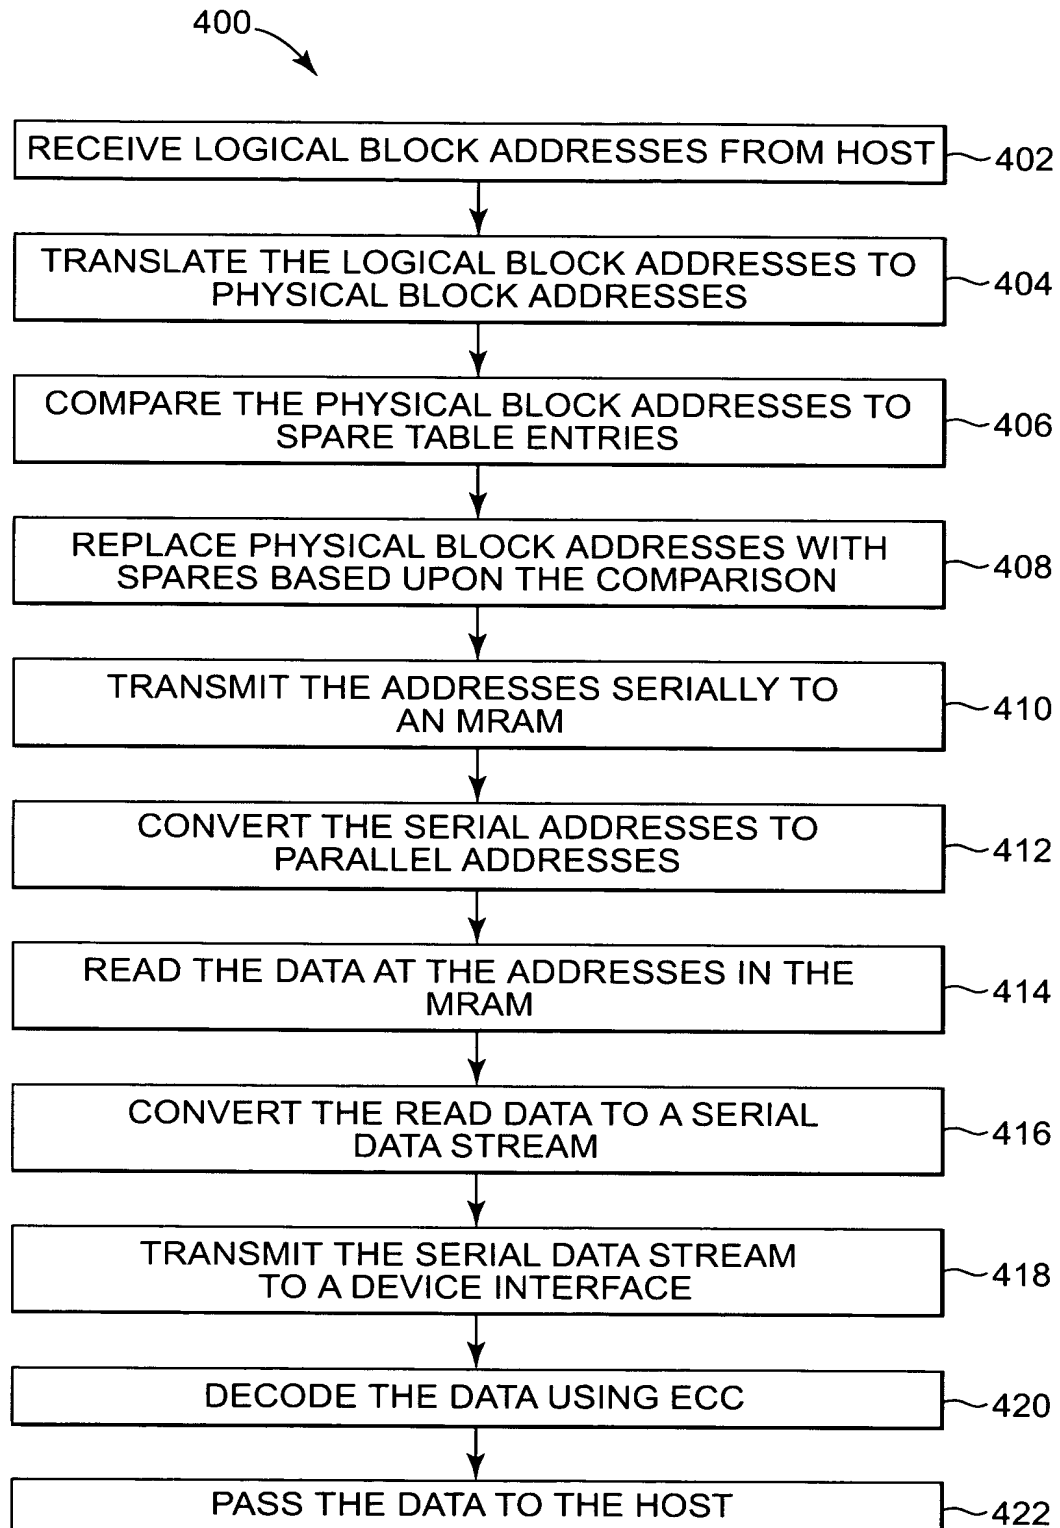 400
RECEIVE LOGICAL BLOCK ADDRESSES FROM HOST
402
TRANSLATE THE LOGICAL BLOCK ADDRESSES TO
PHYSICAL BLOCK ADDRESSES
404
COMPARE THE PHYSICAL BLOCK ADDRESSES TO
SPARE TABLE ENTRIES
406
REPLACE PHYSICAL BLOCK ADDRESSES WITH
SPARES BASED UPON THE COMPARISON
408
TRANSMIT THE ADDRESSES SERIALLY TO
AN MRAM
410
CONVERT THE SERIAL ADDRESSES TO
PARALLEL ADDRESSES
412
READ THE DATA AT THE ADDRESSES IN THE
MRAM
414
CONVERT THE READ DATA TO A SERIAL
DATA STREAM
416
TRANSMIT THE SERIAL DATA STREAM
TO A DEVICE INTERFACE
418
DECODE THE DATA USING ECC
420
PASS THE DATA TO THE HOST
422